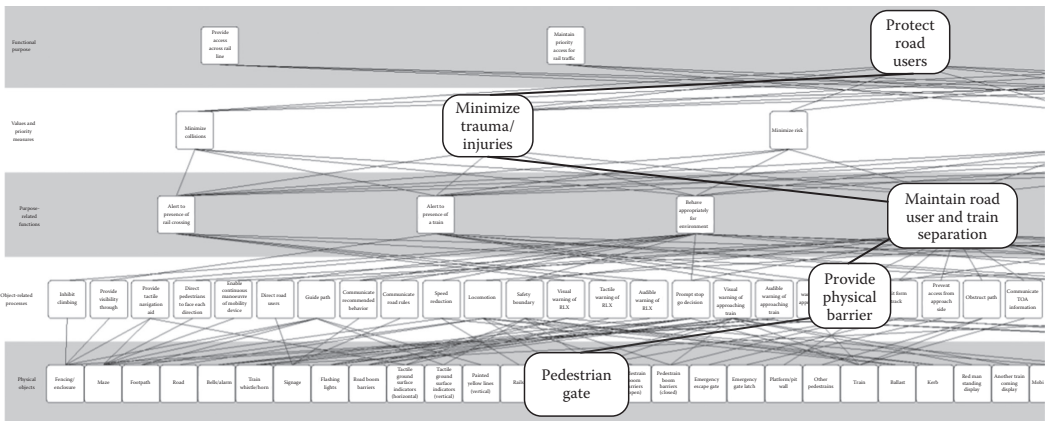 Functional
purpose
Provide
access
across rail
line
Maintain
priority
access for
rail traffic
Protect
road
users
Values and
priority
measures
Minimize
collisions
Minimize
trauma/
injuries
Minimize risk
Purpose-
related
functions
Alert to
presence of
rail crossing
Alert to
presence of
a train
Behave
appropriately
for
environment
Maintain road
user and train
separation
Object-related
processes
Inhibit
climbing
Provide
visibility
through
Provide
tactile
navigation
aid
Direct
pedestrians
to face each
direction
Enable
continuous
manoeuvre
of mobility
device
Direct road
users
Guide path
Communicate
recommended
behavior
Communicate
road rules
Speed
reduction
Locomotion
Safety
boundary
Visual
warning of
RLX
Tactile
warning of
RLX
Audible
warning of
RLX
Prompt stop
go decision
Visual
warning of
approaching
train
Audible
warning of
approaching
train
Provide
physical
barrier
Prevent
access from
approach
side
Obstruct path
Communicate
TOA
information
Physical
objects
Fencing/
enclosure
Maze
Footpath
Road
Bells/alarm
Train
whistle/horn
Signage
Flashing
lights
Road boom
barriers
Tactile
ground
surface
indicators
(horizontal)
Tactile
ground
surface
indicators
(vertical)
Painted
yellow lines
(vertical)
Pedestrian
gate
Pedestrian
boom
barriers
(closed)
Emergency
escape gate
Emergency
gate latch
Platform/pit
wall
Other
pedestrians
Train
Ballast
Kerb
Red man
standing
display
Another train
coming
display